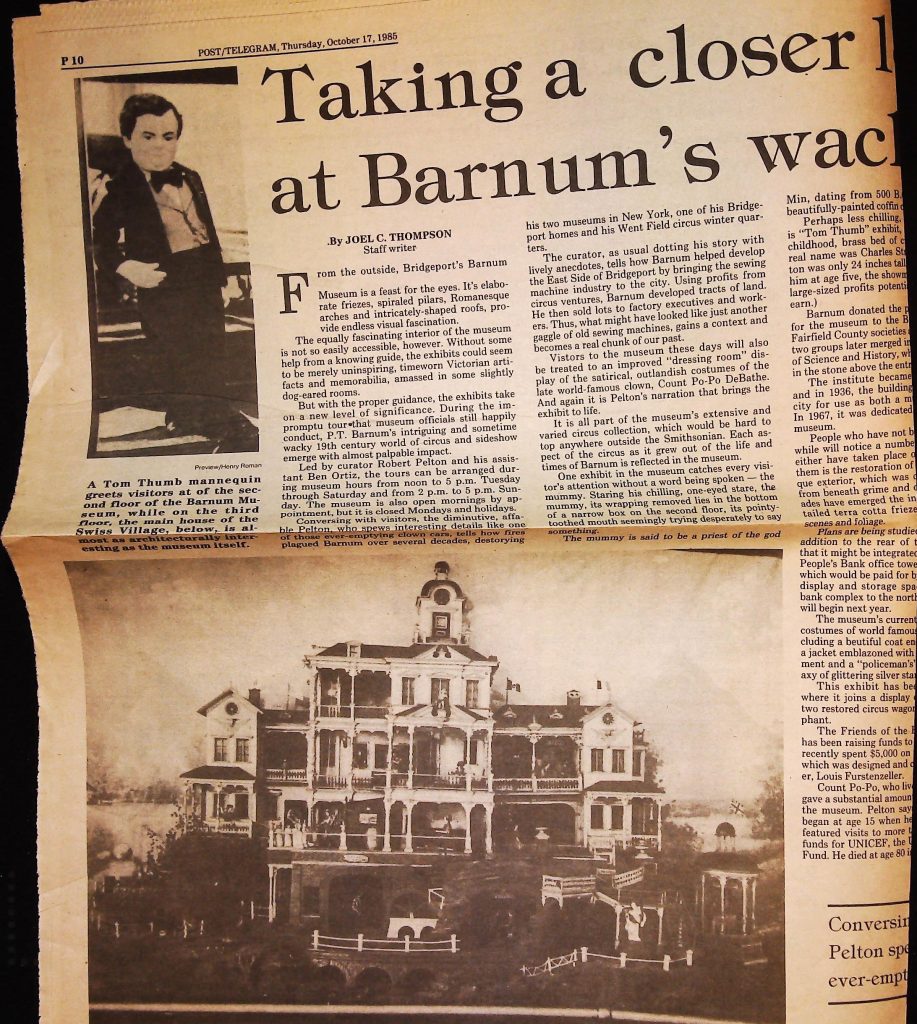 P 10
POST/TELEGRAM, Thursday, October 17, 1985
Taking a closer l
at Barnum's wac
Preview/Henry Roman
A Tom Thumb mannequin
greets visitors at of the sec-
ond floor of the Barnum Mu-
seum, while on the third
floor, the main house of the
Swiss Village, below, is al-
most as architecturally inter-
esting as the museum itself.
.By JOEL C. THOMPSON
Staff writer
From the outside, Bridgeport's Barnum
Museum is a feast for the eyes. It's elabo-
rate friezes, spiraled pilars, Romanesque
arches and intricately-shaped roofs, pro-
vide endless visual fascination.
The equally fascinating interior of the museum
is not so easily accessible, however. Without some
help from a knowing guide, the exhibits could seem
to be merely uninspiring, timeworn Victorian arti-
facts and memorabilia, amassed in some slightly
dog-eared rooms.
But with the proper guidance, the exhibits take
on a new level of significance. During the im-
promptu tour that museum officials still happily
conduct, P.T. Barnum's intriguing and sometime
wacky 19th century world of circus and sideshow
emerge with almost palpable impact.
Led by curator Robert Pelton and his assis-
tant Ben Ortiz, the tours can be arranged dur-
ing museum hours from noon to 5 p.m. Tuesday
through Saturday and from 2 p.m. to 5 p.m. Sun-
day. The museum is also open mornings by ap-
pointment, but it is closed Mondays and holidays.
Conversing with visitors, the diminutive, affa-
ble Pelton, who spews interesting details like one
of those ever-emptying clown cars, tells how fires
plagued Barnum over several decades, destorying
his two museums in New York, one of his Bridge-
port homes and his Went Field circus winter quar-
ters.
The curator, as usual dotting his story with
lively anecdotes, tells how Barnum helped develop
the East Side of Bridgeport by bringing the sewing
machine industry to the city. Using profits from
circus ventures, Barnum developed tracts of land.
He then sold lots to factory executives and work-
ers. Thus, what might have looked like just another
gaggle of old sewing machines, gains a context and
becomes a real chunk of our past.
Vistors to the museum these days will also
be treated to an improved "dressing room" dis-
play of the satirical, outlandish costumes of the
late world-famous clown, Count Po-Po DeBathe.
And again it is Pelton's narration that brings the
exhibit to life.
It is all part of the museum's extensive and
varied collection, which would be hard to
top anywhere outside the Smithsonian. Each as-
pect of the circus as it grew out of the life and
times of Barnum is reflected in the museum.
One exhibit in the museum catches every visi-
tor's attention without a word being spoken — the
mummy. Staring his chilling, one-eyed stare, the
mummy, its wrapping removed lies in the bottom
of a narrow box on the second floor, its pointy-
toothed mouth seemingly trying desperately to say
something.
The mummy is said to be a priest of the god
Min, dating from 500 B.
beautifully-painted coffin
Perhaps less chilling,
is "Tom Thumb" exhibit,
childhood, brass bed of c
real name was Charles St
ton was only 24 inches tall
him at age five, the show
large-sized profits potenti
earn.)
Barnum donated the p
for the museum to the B
Fairfield County societies
two groups later merged in
of Science and History, w
in the stone above the entr
The institute became
and in 1936, the building
city for use as both a m
In 1967, it was dedicated
museum.
People who have not b
while will notice a number
either have taken place o
them is the restoration of
que exterior, which was c
from beneath grime and d
ades have emerged the in
tailed terra cotta frieze
scenes and foliage.
Plans are being studied
addition to the rear of t
that it might be integrated
People's Bank office towe
which would be paid for b
display and storage spa
bank complex to the north
will begin next year.
The museum's current
costumes of world famou
cluding a beutiful coat en
a jacket emblazoned with
ment and a "policeman's
axy of glittering silver sta
This exhibit has bee
where it joins a display
two restored circus wagon
phant.
The Friends of the
has been raising funds to
recently spent $5,000 on
which was designed and c
er, Louis Furstenzeller.
Count Po-Po, who live
gave a substantial amoun
the museum. Pelton say
began at age 15 when he
featured visits to more t
funds for UNICEF, the U
Fund. He died at age 80 i
Conversin
Pelton spe
ever-empt